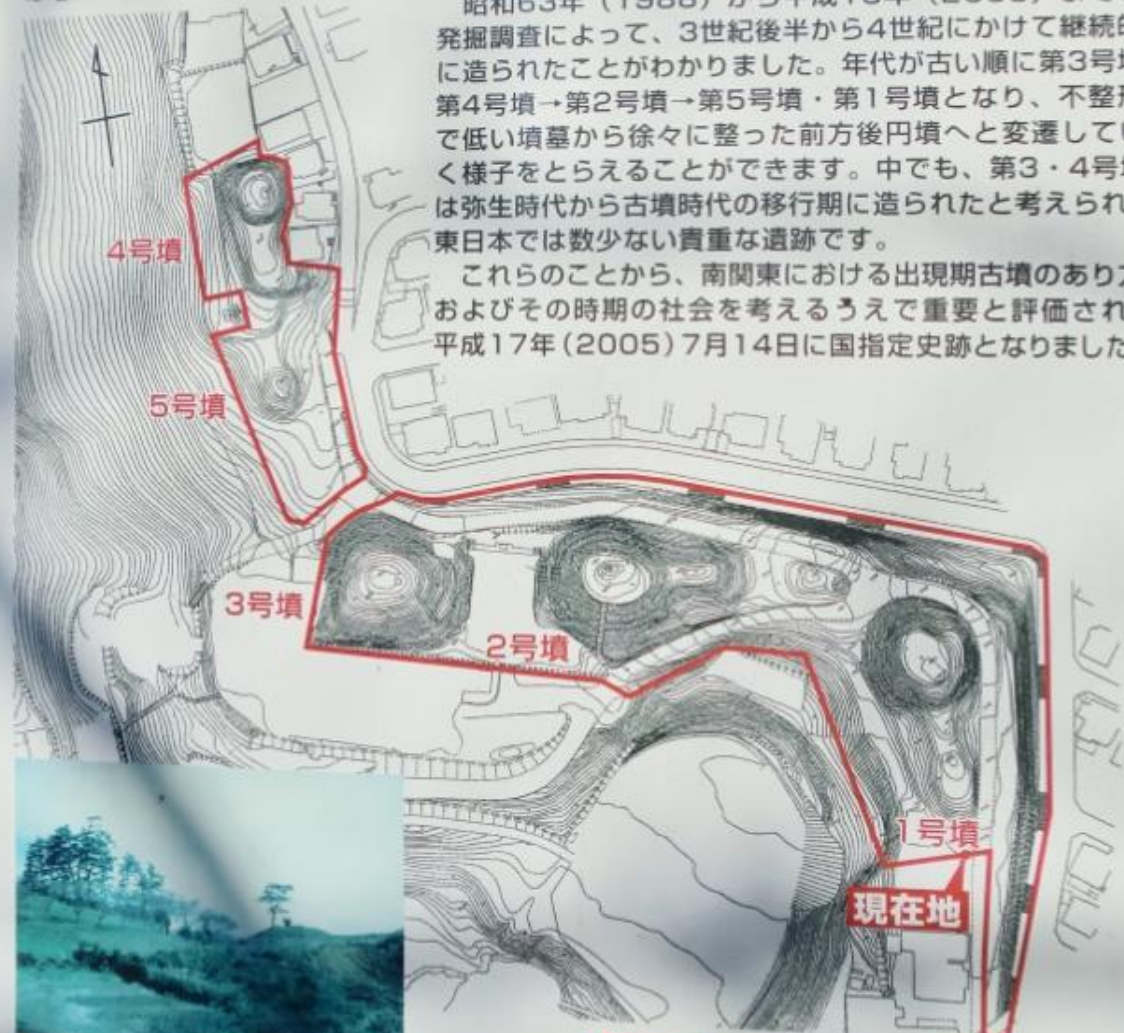 昭和63年（1988）から平成
発掘調査によって、3世紀後半から4世紀にかけて継続的
に造られたことがわかりました。年代が古い順に第3号墳
第4号墳→第2号墳→第5号墳・第1号墳となり、不整形
で低い墳墓から徐々に整った前方後円墳へと変遷してい
く様子をとらえることができます。中でも、第3・4号墳
は弥生時代から古墳時代の移行期に造られたと考えられ
東日本では数少ない貴重な遺跡です。
これらのことから、南関東における出現期古墳のあり方
およびその時期の社会を考えるうえで重要と評価され
平成17年（2005）7月14日に国指定史跡となりました
4号墳
5号墳
3号墳
2号墳
1号墳
現在地